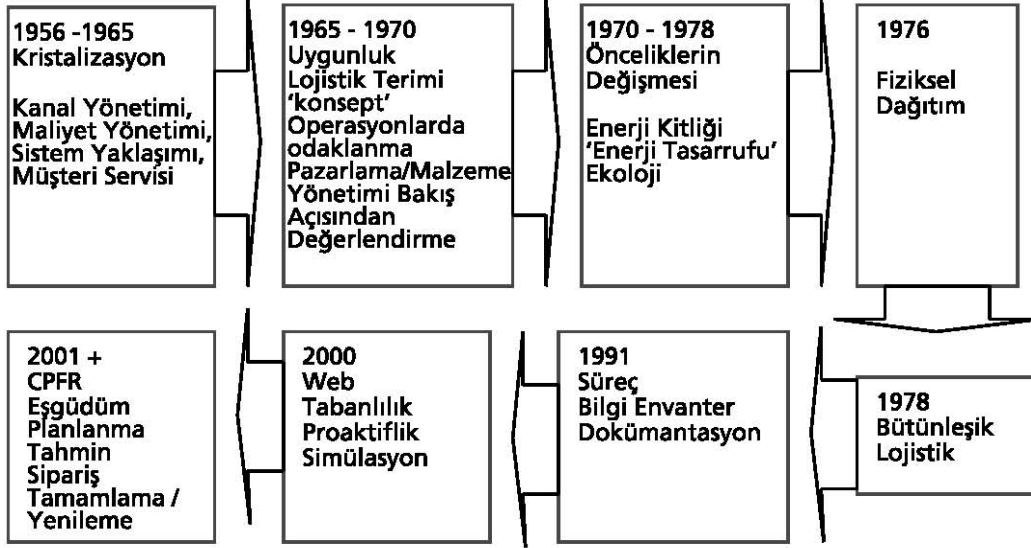 1956 -1965
Kristalizasyon
Kanal Yönetimi,
Maliyet Yönetimi,
Sistem Yaklaşımı,
Müşteri Servisi
1965 - 1970
Uygunluk
Lojistik Terimi
‘konsept’
Operasyonlarda
odaklanma
Pazarlama/Malzeme
Yönetimi Bakış
Açısından
Değerlendirme
1970 - 1978
Önceliklerin
Değişmesi
Enerji Kitliği
‘Enerji Tasarrufu’
Ekoloji
1976
Fiziksel
Dağıtım
1978
Bütünleşik
Lojistik
1991
Süreç
Bilgi Envanter
Dokümantasyon
2000
Web
Tabanlılık
Proaktiflik
Simülasyon
2001 +
CPFR
Eşgüdüm
Planlanma
Tahmin
Sipariş
Tamamlama /
Yenileme